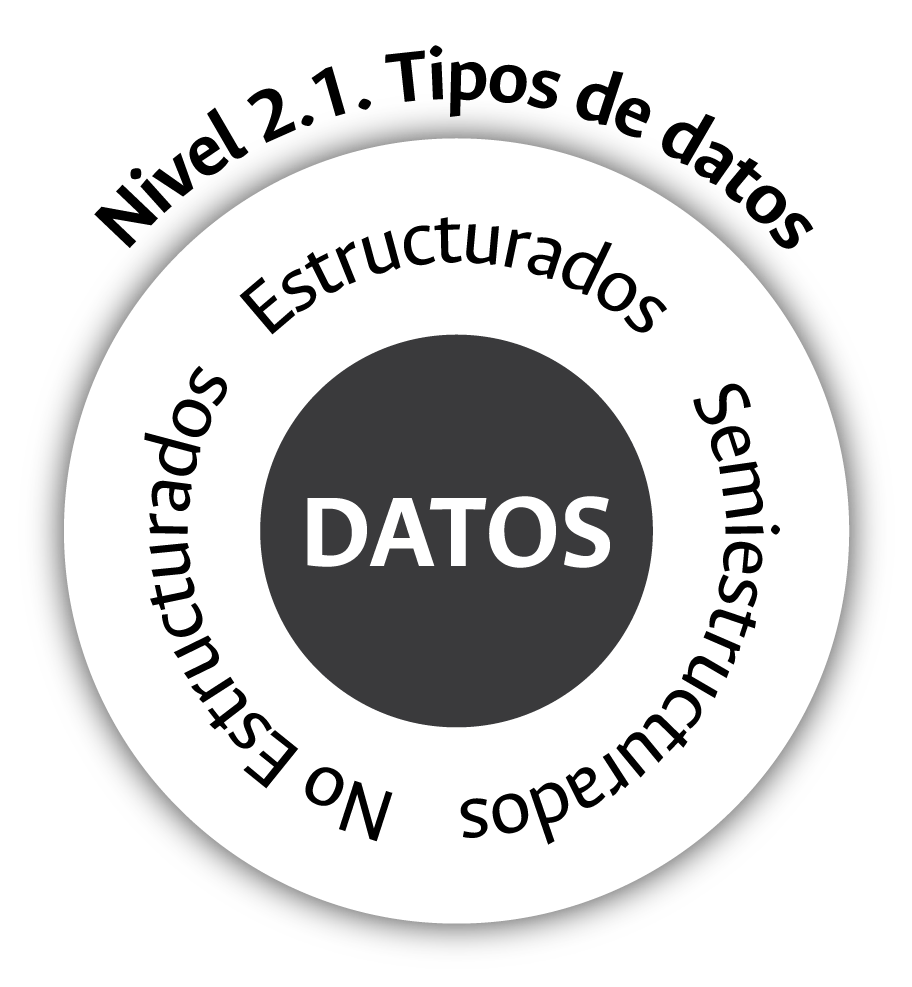 Nivel 2.1. Tipos de datos
Estructurados
Semiestructurados
No Estructurados
DATOS